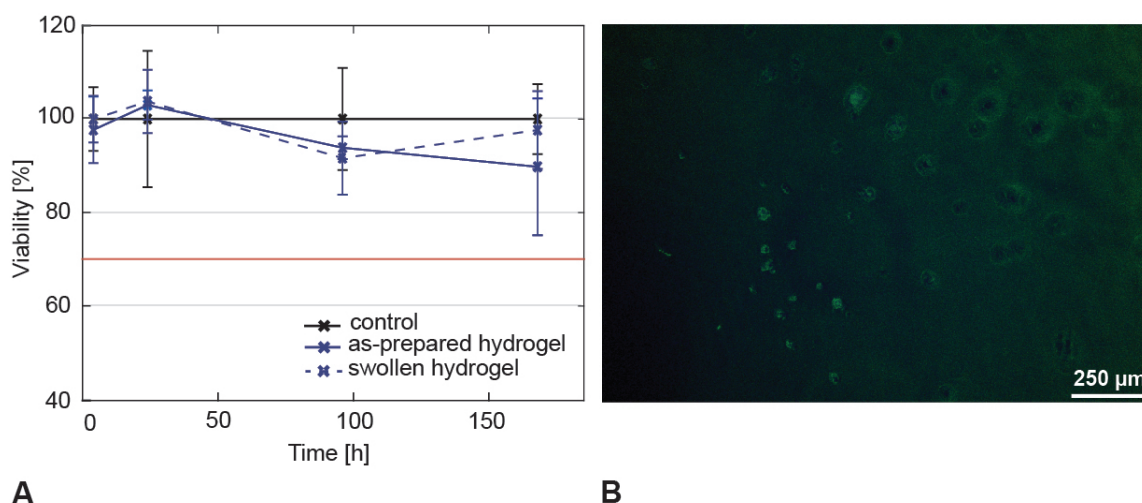 120
100
80
60
40
Viability [%]
0
50
100
150
Time [h]
control
as-prepared hydrogel
swollen hydrogel
250 µm
A
B